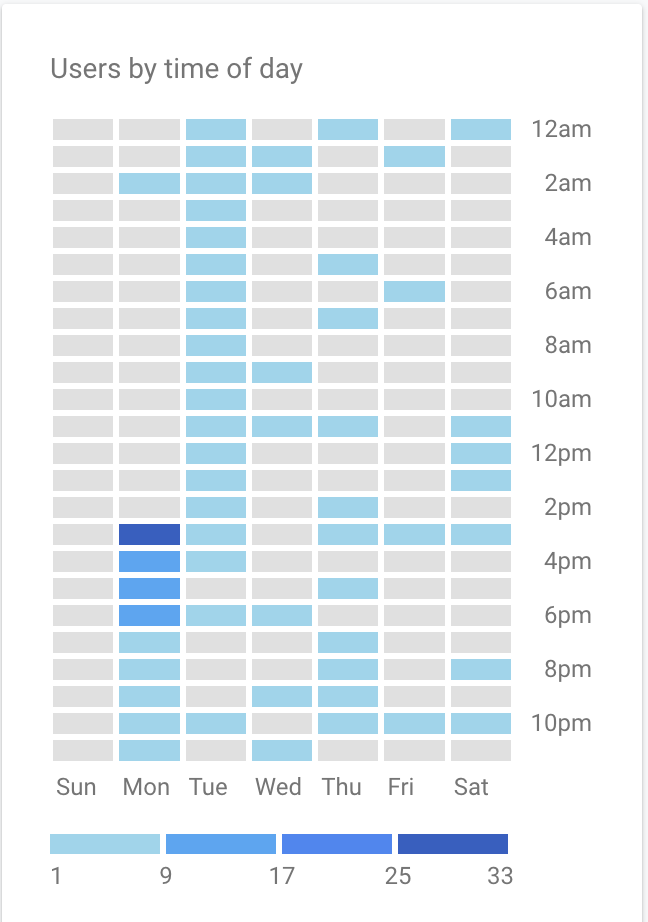 Users by time of day
12am
2am
4am
6am
8am
10am
12pm
2pm
4pm
6pm
8pm
10pm
Sun Mon Tue Wed Thu Fri Sat
1 9 17 25 33